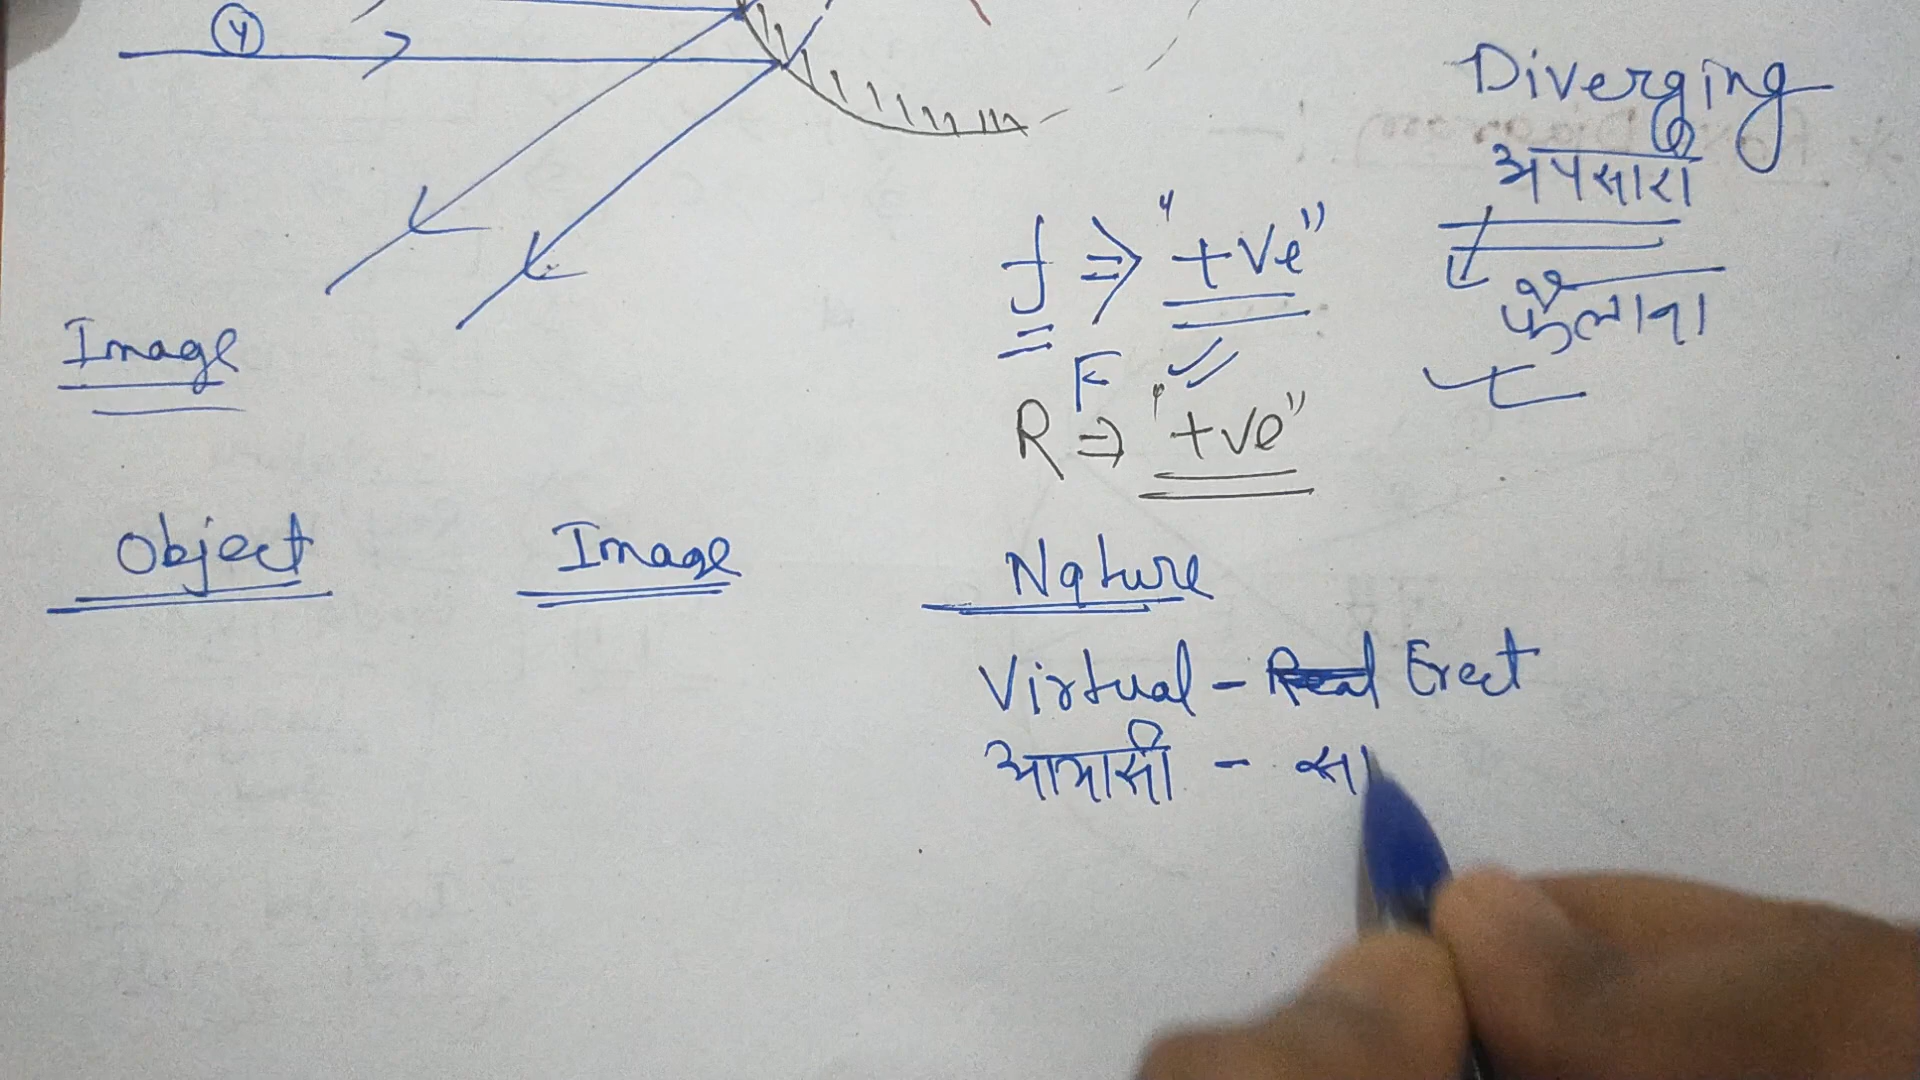 4
Diverging
अपसारी
फैलाना
f ⇒ "+ve"
F
R ⇒ "+ve"
Image
Object Image Nature
Virtual - Real Erect
आभासी - सा